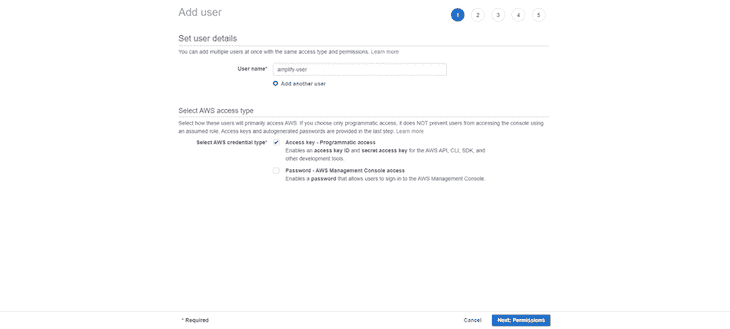 Add user
1 2 3 4 5
Set user details
You can add multiple users at once with the same access type and permissions. Learn more
User name* amplify-user
Add another user
Select AWS access type
Select how these users will primarily access AWS. If you choose only programmatic access, it does NOT prevent users from accessing the console using
an assumed role. Access keys and autogenerated passwords are provided in the last step. Learn more
Select AWS credential type* Access key - Programmatic access
Enables an access key ID and secret access key for the AWS API, CLI, SDK, and
other development tools.
Password - AWS Management Console access
Enables a password that allows users to sign-in to the AWS Management Console.
* Required Cancel Next: Permissions